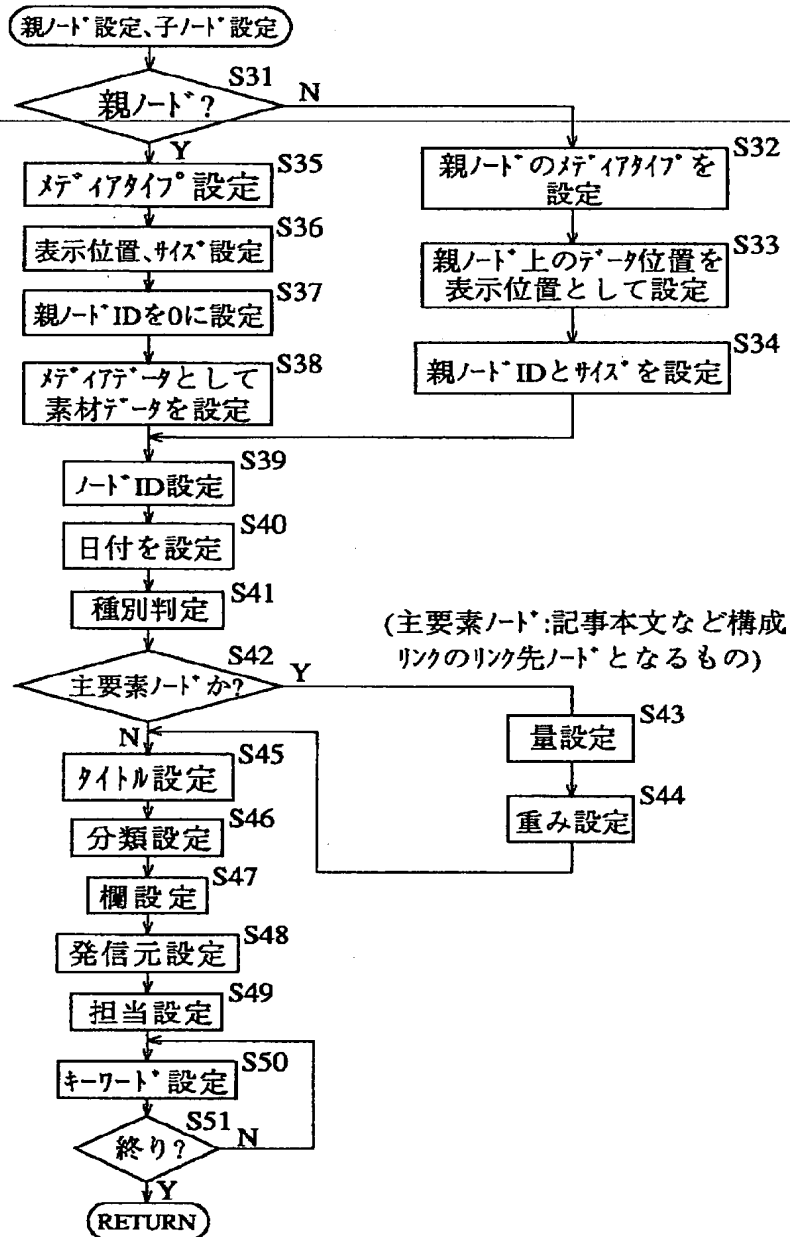 親ﾉｰﾄﾞ設定、子ﾉｰﾄﾞ設定
S31
親ﾉｰﾄﾞ?
N
Y
S35
ﾒﾃﾞｨｱﾀｲﾌﾟ設定
S36
表示位置、ｻｲｽﾞ設定
S37
親ﾉｰﾄﾞIDを0に設定
S38
ﾒﾃﾞｨｱﾃﾞｰﾀとして
素材ﾃﾞｰﾀを設定
S32
親ﾉｰﾄﾞのﾒﾃﾞｨｱﾀｲﾌﾟを
設定
S33
親ﾉｰﾄﾞ上のﾃﾞｰﾀ位置を
表示位置として設定
S34
親ﾉｰﾄﾞIDとｻｲｽﾞを設定
S39
ﾉｰﾄﾞID設定
S40
日付を設定
S41
種別判定
(主要素ﾉｰﾄﾞ:記事本文など構成
ﾘﾝｸのﾘﾝｸ先ﾉｰﾄﾞとなるもの)
S42
主要素ﾉｰﾄﾞか?
Y
N
S43
量設定
S44
重み設定
S45
ﾀｲﾄﾙ設定
S46
分類設定
S47
欄設定
S48
発信元設定
S49
担当設定
S50
ｷｰﾜｰﾄﾞ設定
S51
終り?
N
Y
RETURN